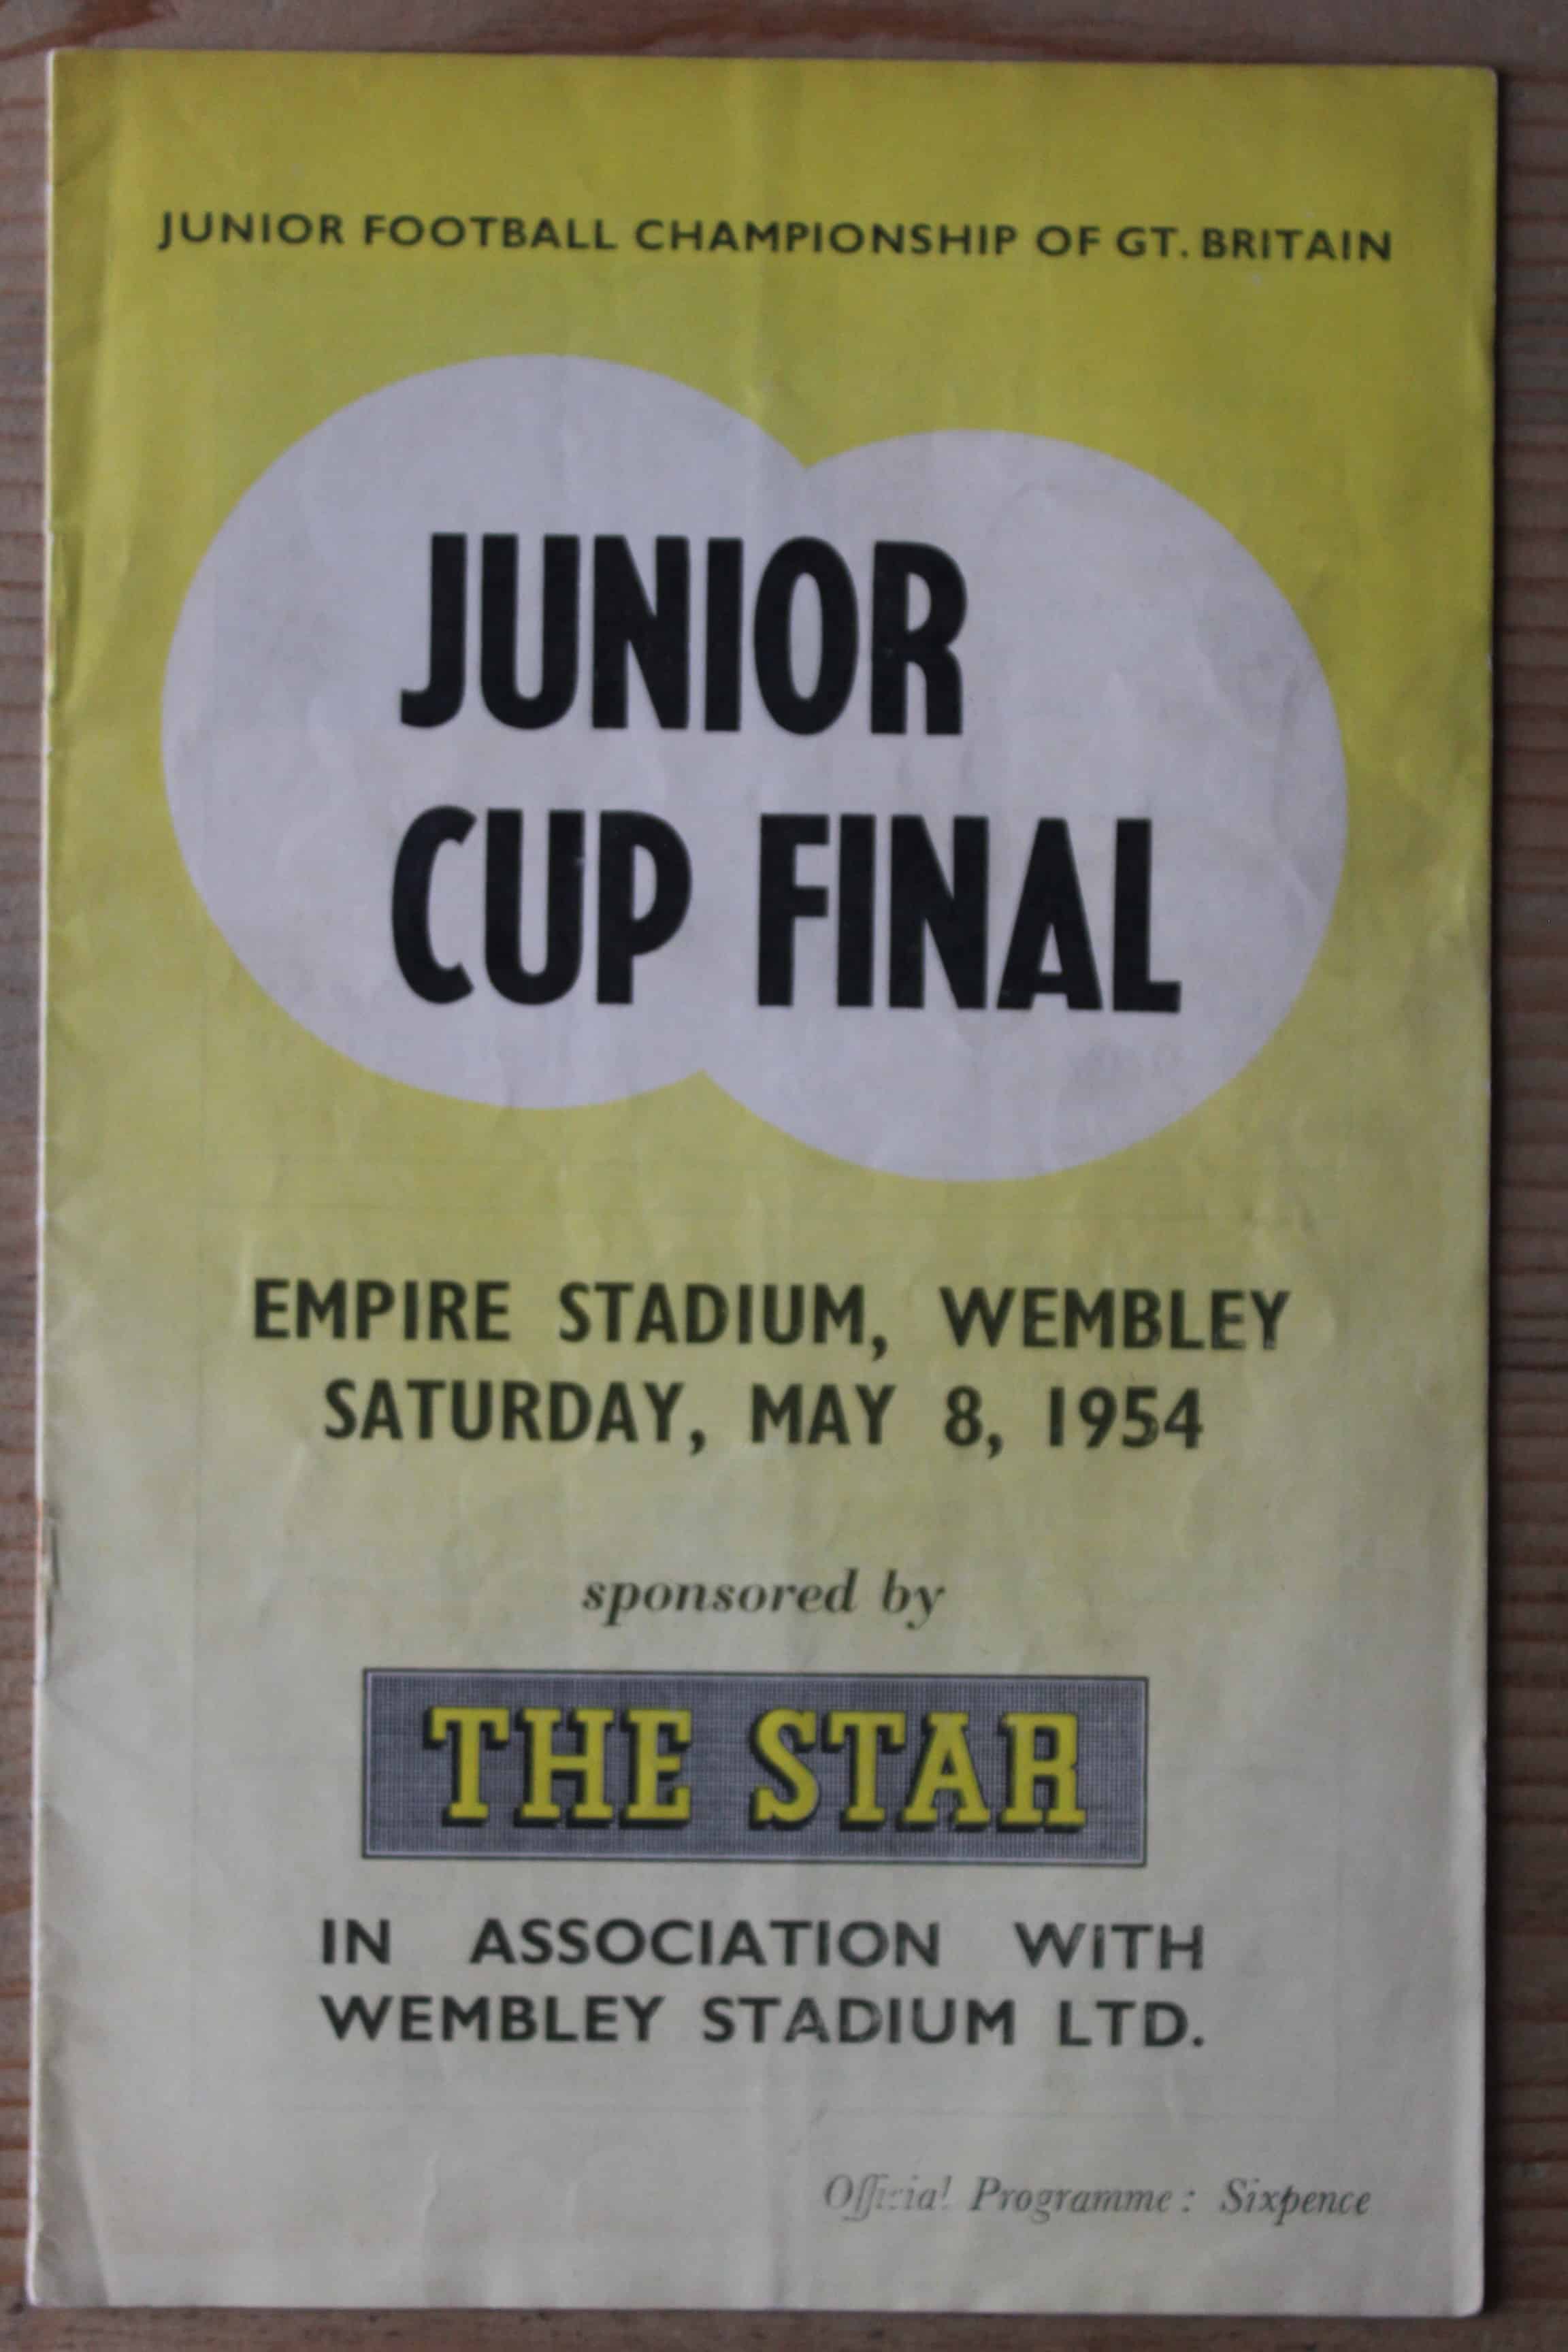 JUNIOR FOOTBALL CHAMPIONSHIP OF GT. BRITAIN
JUNIOR
CUP FINAL
EMPIRE STADIUM, WEMBLEY
SATURDAY, MAY 8, 1954
sponsored by
THE STAR
IN ASSOCIATION WiTH
WEMBLEY STADIUM LTD.
Official Programme: Sixpence